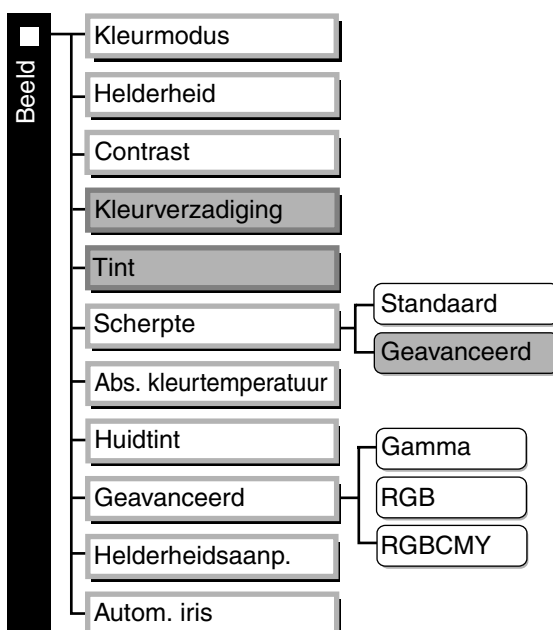 Beeld
Kleurmodus
Helderheid
Contrast
Kleurverzadiging
Tint
Scherpte
Standaard
Geavanceerd
Abs. kleurtemperatuur
Huidtint
Geavanceerd
Gamma
RGB
RGBCMY
Helderheidsaanp.
Autom. iris